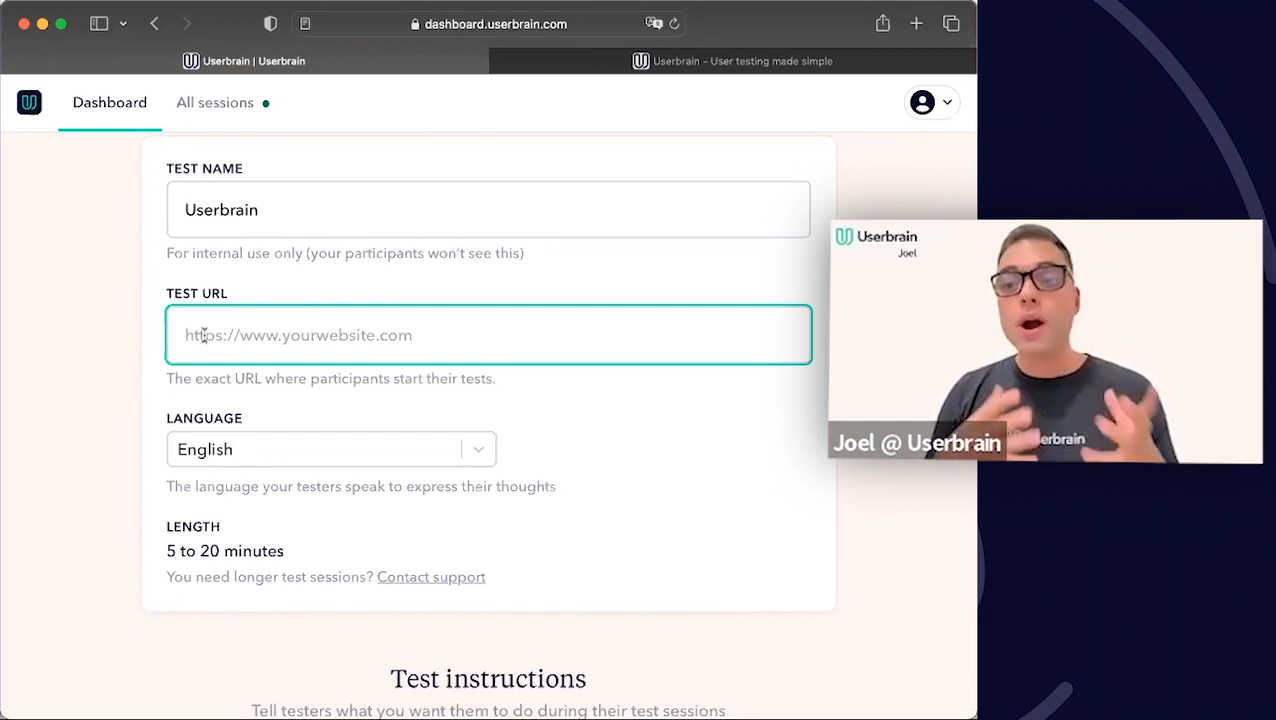 dashboard.userbrain.com
Userbrain | Userbrain
Userbrain - User testing made simple
Dashboard
All sessions
TEST NAME
Userbrain
For internal use only (your participants won't see this)
TEST URL
https://www.yourwebsite.com
The exact URL where participants start their tests.
LANGUAGE
English
The language your testers speak to express their thoughts
LENGTH
5 to 20 minutes
You need longer test sessions? Contact support
Test instructions
Tell testers what you want them to do during their test sessions
Userbrain
Joel
Joel @ Userbrain